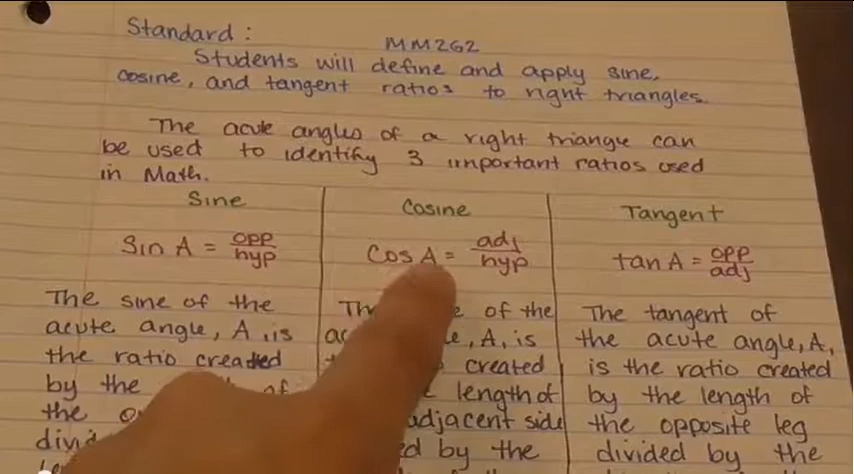 Standard:
MM2G2
Students will define and apply sine,
cosine, and tangent ratios to right triangles.
The acute angles of a right triangle can
be used to identify 3 important ratios used
in Math.
Sine
Sin A = opp/hyp
The sine of the
acute angle, A, is
the ratio created
by the of
the
Cosine
Cos A = adj/hyp
of the
A, is
created
length of
adjacent side
by the
Tangent
tan A = opp/adj
The tangent of
the acute angle, A,
is the ratio created
by the length of
the opposite leg
divided by the